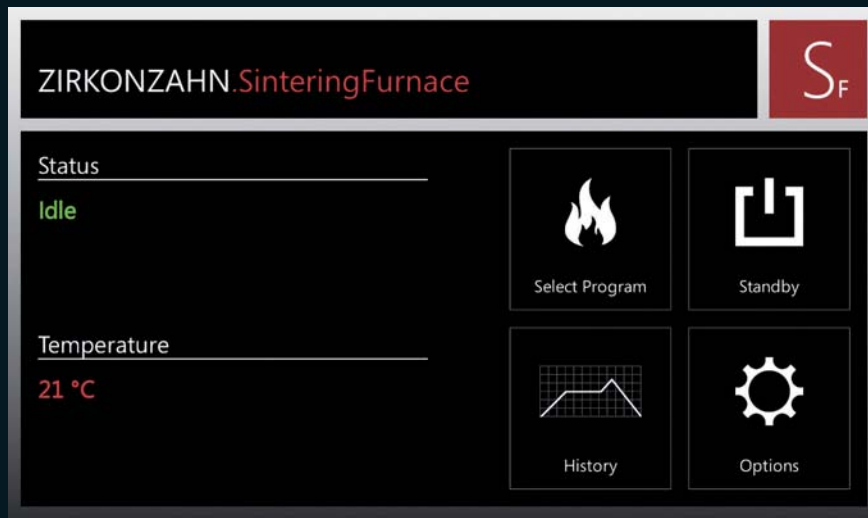 ZIRKONZAHN.SinteringFurnace
SF
Status
Idle
Select Program
Standby
Temperature
21 °C
History
Options